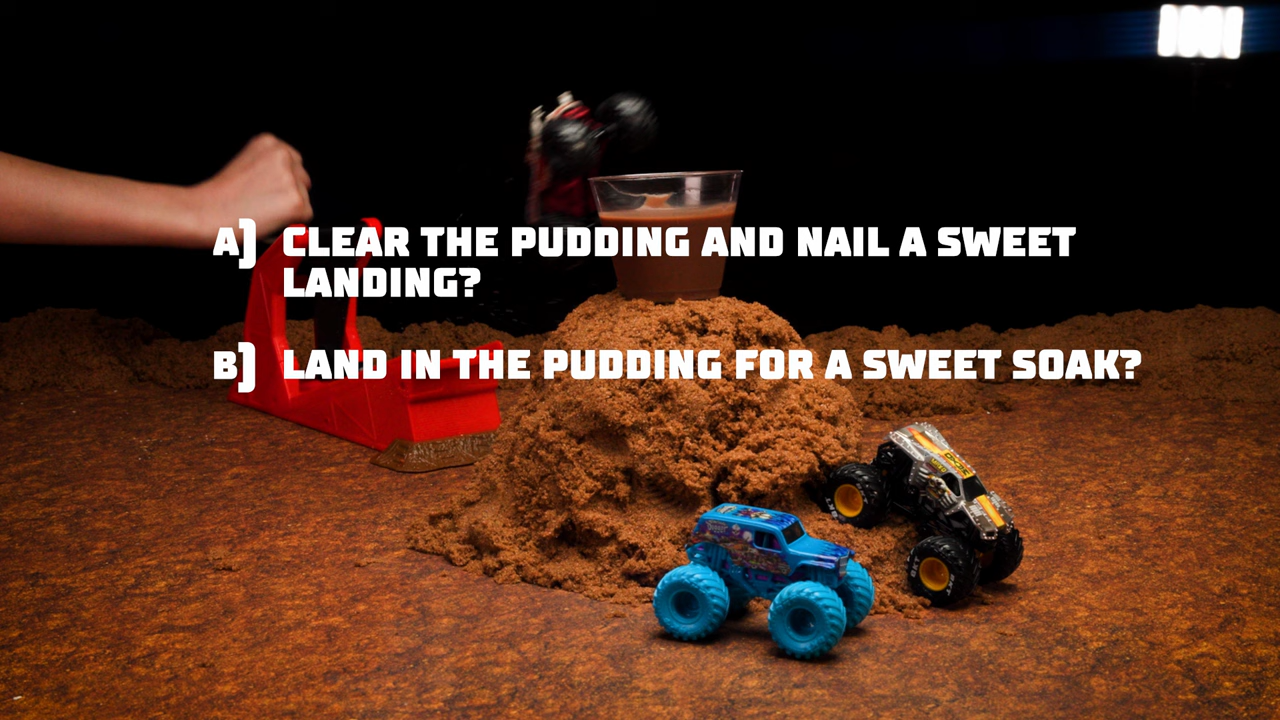 A) CLEAR THE PUDDING AND NAIL A SWEET
LANDING?
B) LAND IN THE PUDDING FOR A SWEET SOAK?